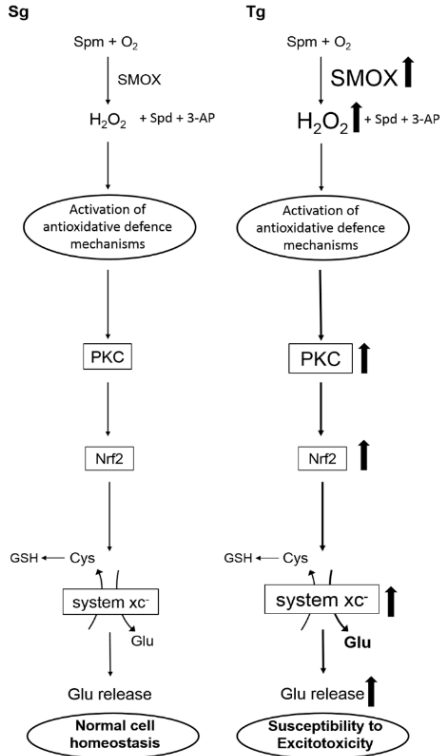 Sg
Spm + O₂
SMOX
H₂O₂ + Spd + 3-AP
Activation of
antioxidative defence
mechanisms
PKC
Nrf2
GSH Cys
system xc⁻
Glu
Glu release
Normal cell
homeostasis
Tg
Spm + O₂
SMOX
H₂O₂ + Spd + 3-AP
Activation of
antioxidative defence
mechanisms
PKC
Nrf2
GSH Cys
system xc⁻
Glu
Glu release
Susceptibility to
Excitotoxicity